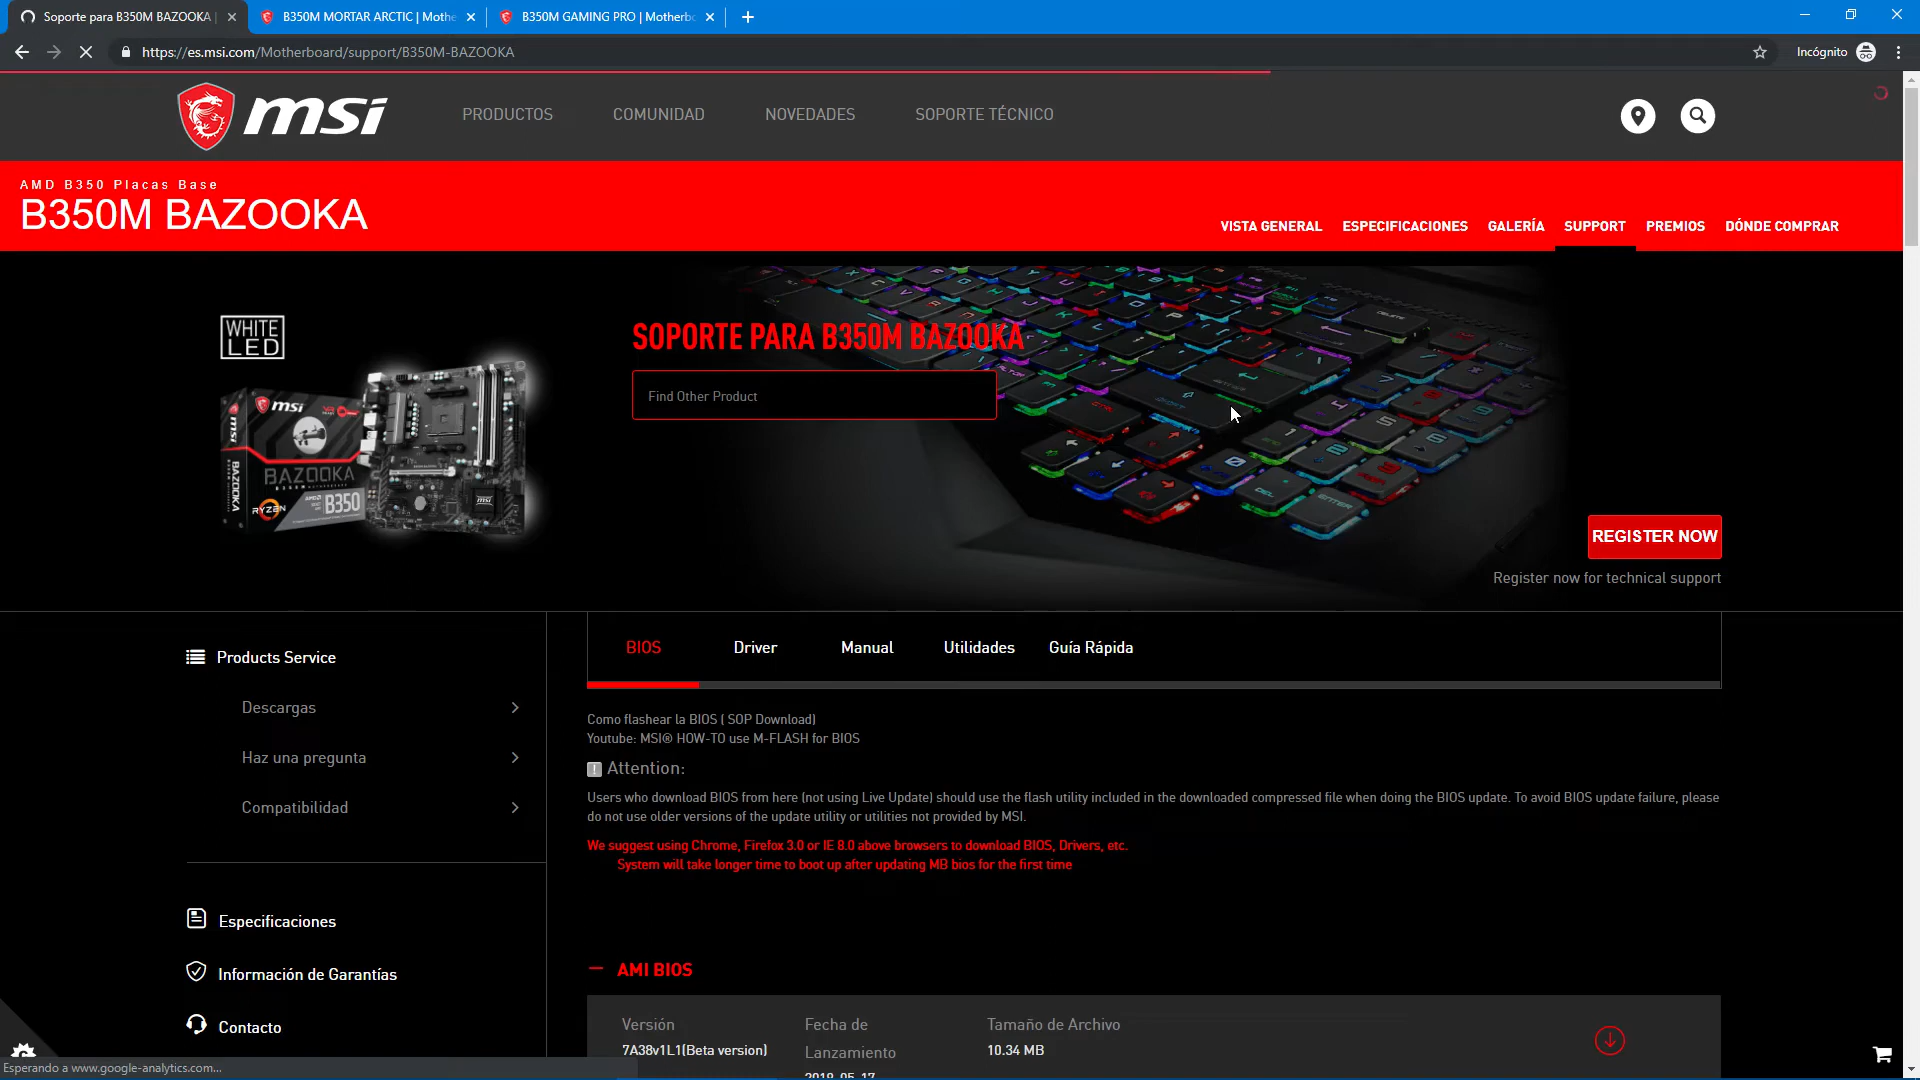 Soporte para B350M BAZOOKA |
B350M MORTAR ARCTIC | Mothe
B350M GAMING PRO | Motherb
https://es.msi.com/Motherboard/support/B350M-BAZOOKA
Incógnito
msi
PRODUCTOS
COMUNIDAD
NOVEDADES
SOPORTE TÉCNICO
AMD B350 Placas Base
B350M BAZOOKA
VISTA GENERAL
ESPECIFICACIONES
GALERÍA
SUPPORT
PREMIOS
DÓNDE COMPRAR
WHITE
LED
SOPORTE PARA B350M BAZOOKA
Find Other Product
msi
BAZOOKA
RYZEN
B350
REGISTER NOW
Register now for technical support
Products Service
Descargas
Haz una pregunta
Compatibilidad
Especificaciones
Información de Garantías
Contacto
BIOS
Driver
Manual
Utilidades
Guía Rápida
Como flashear la BIOS ( SOP Download)
Youtube: MSI® HOW-TO use M-FLASH for BIOS
! Attention:
Users who download BIOS from here (not using Live Update) should use the flash utility included in the downloaded compressed file when doing the BIOS update. To avoid BIOS update failure, please
do not use older versions of the update utility or utilities not provided by MSI.
We suggest using Chrome, Firefox 3.0 or IE 8.0 above browsers to download BIOS, Drivers, etc.
System will take longer time to boot up after updating MB bios for the first time
AMI BIOS
Versión
7A38v1L1(Beta version)
Fecha de
Lanzamiento
2019-05-17
Tamaño de Archivo
10.34 MB
Esperando a www.google-analytics.com...